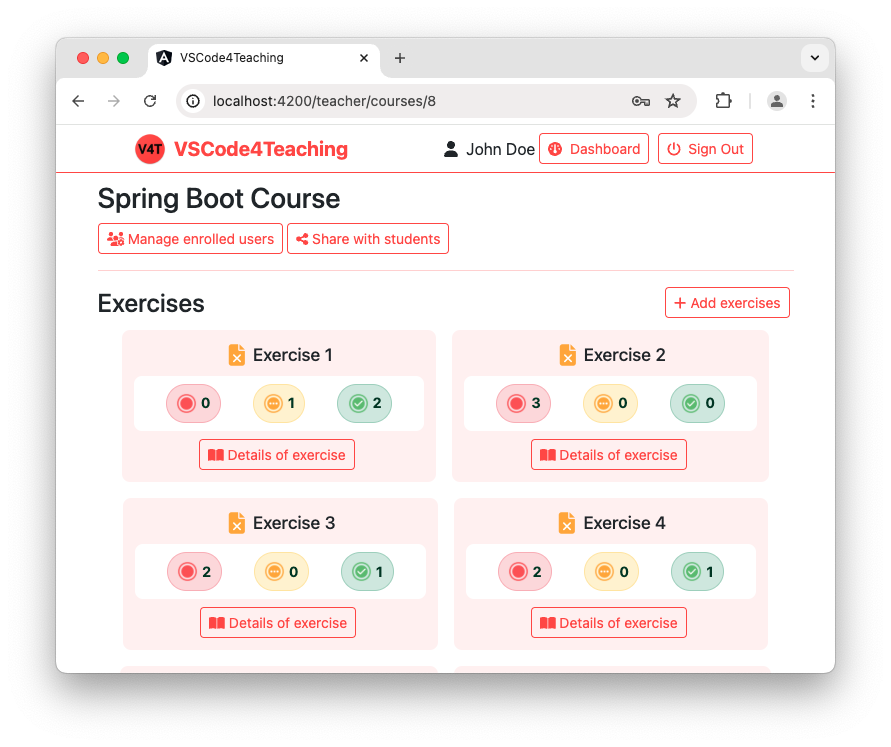 VSCode4Teaching
localhost:4200/teacher/courses/8
V4T VSCode4Teaching John Doe Dashboard Sign Out
Spring Boot Course
Manage enrolled users Share with students
Exercises Add exercises
Exercise 1 Exercise 2
0 1 2 3 0 0
Details of exercise Details of exercise
Exercise 3 Exercise 4
2 0 1 2 0 1
Details of exercise Details of exercise